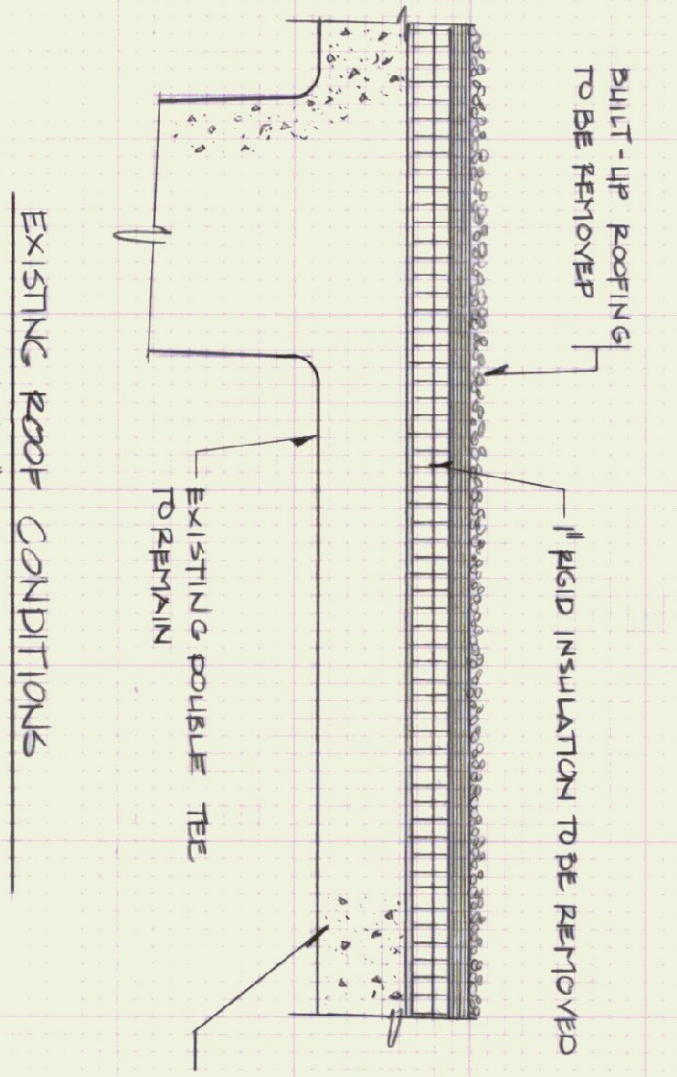 BUILT-UP ROOFING
TO BE REMOVED
1" RIGID INSULATION TO BE REMOVED
EXISTING DOUBLE TEE
TO REMAIN
EXISTING ROOF CONDITIONS